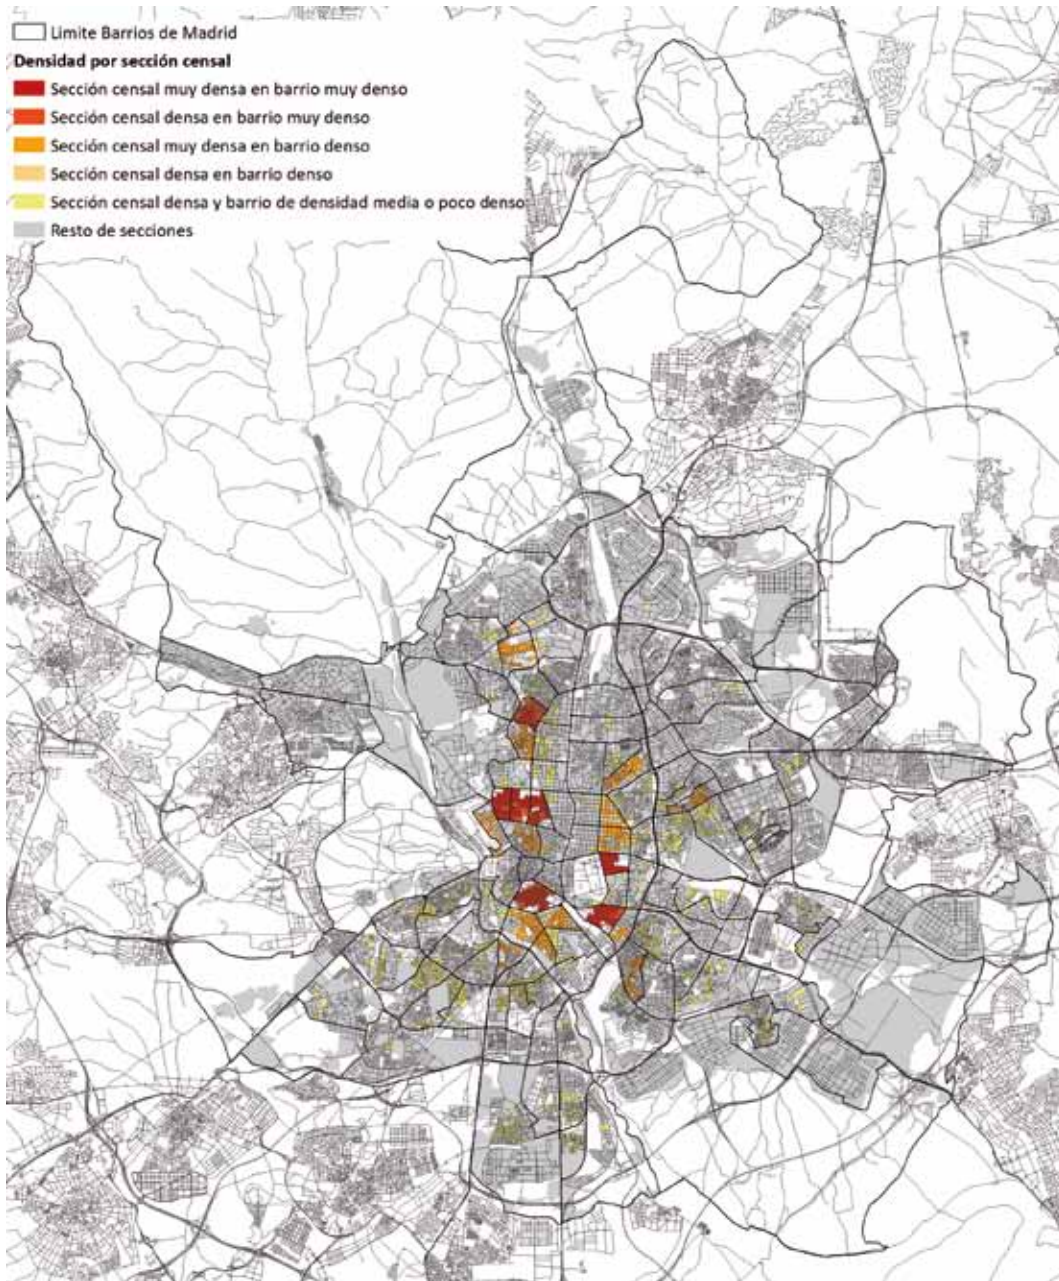 Limite Barrios de Madrid
Densidad por sección censal
Sección censal muy densa en barrio muy denso
Sección censal densa en barrio muy denso
Sección censal muy densa en barrio denso
Sección censal densa en barrio denso
Sección censal densa y barrio de densidad media o poco denso
Resto de secciones